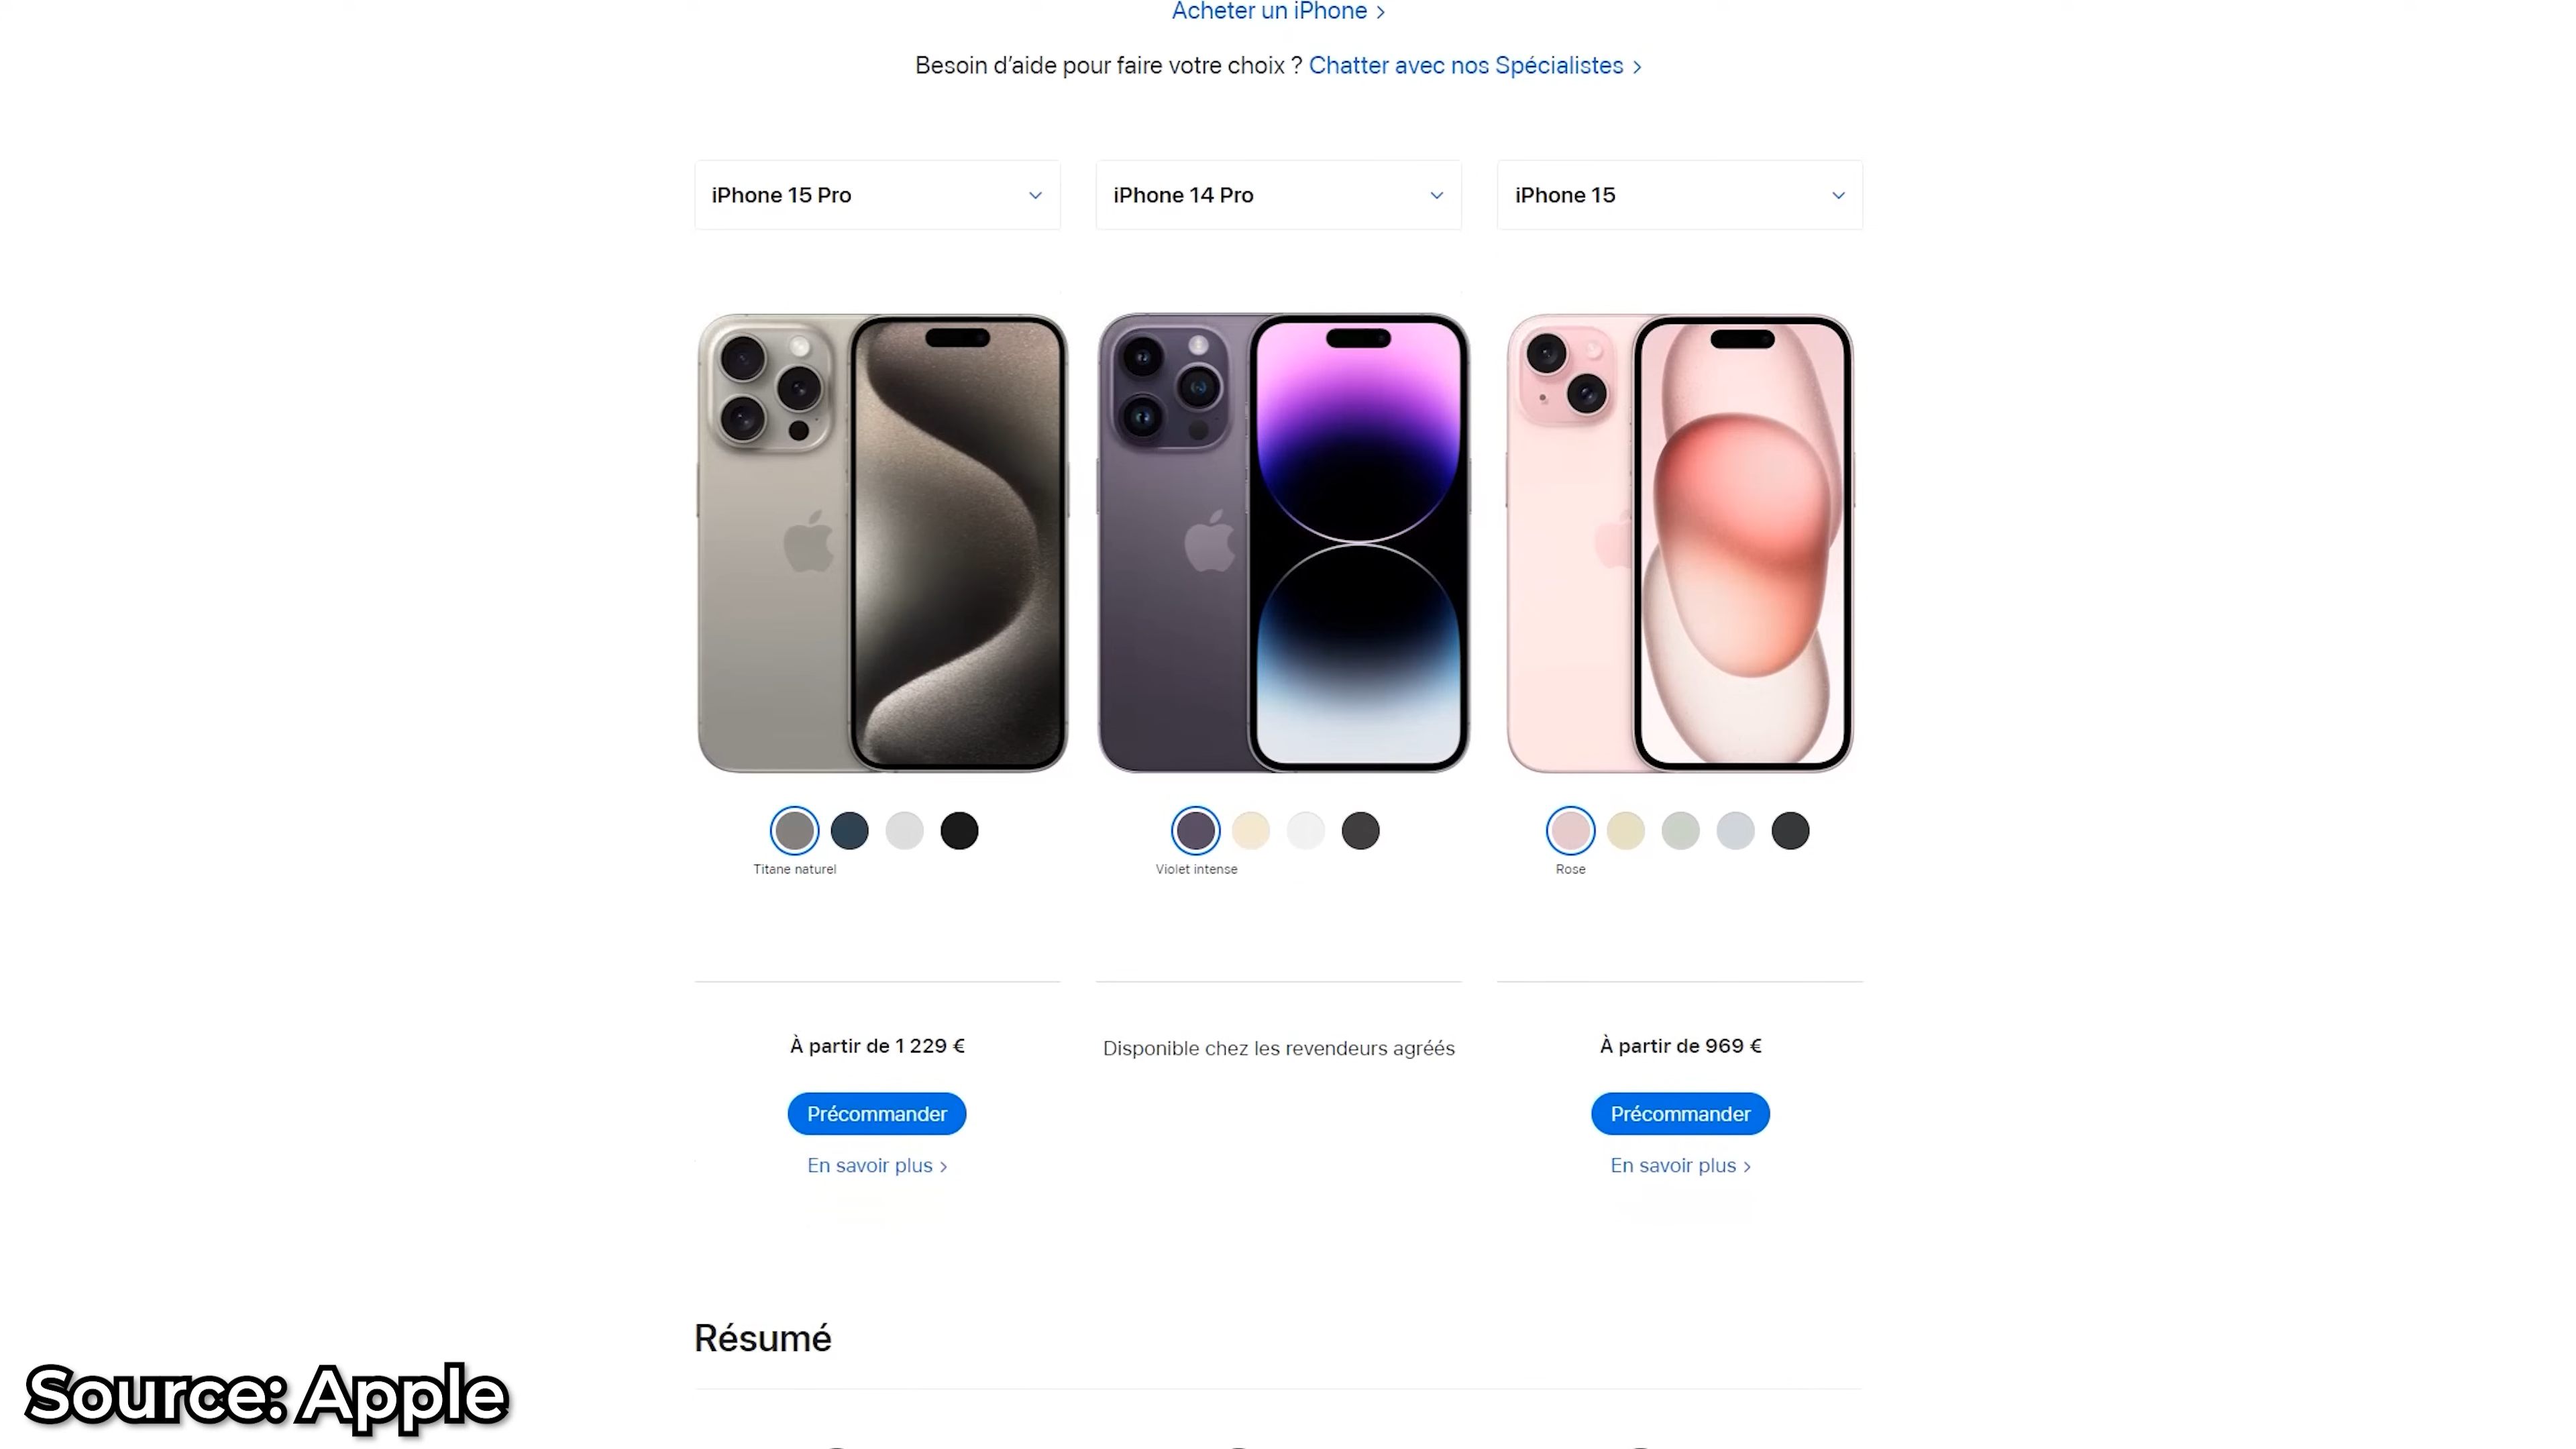 Acheter un iPhone >
Besoin d’aide pour faire votre choix ? Chatter avec nos Spécialistes >
iPhone 15 Pro
iPhone 14 Pro
iPhone 15
Titane naturel
Violet intense
Rose
À partir de 1 229 €
Disponible chez les revendeurs agréés
À partir de 969 €
Précommander
Précommander
En savoir plus >
En savoir plus >
Résumé
Source: Apple